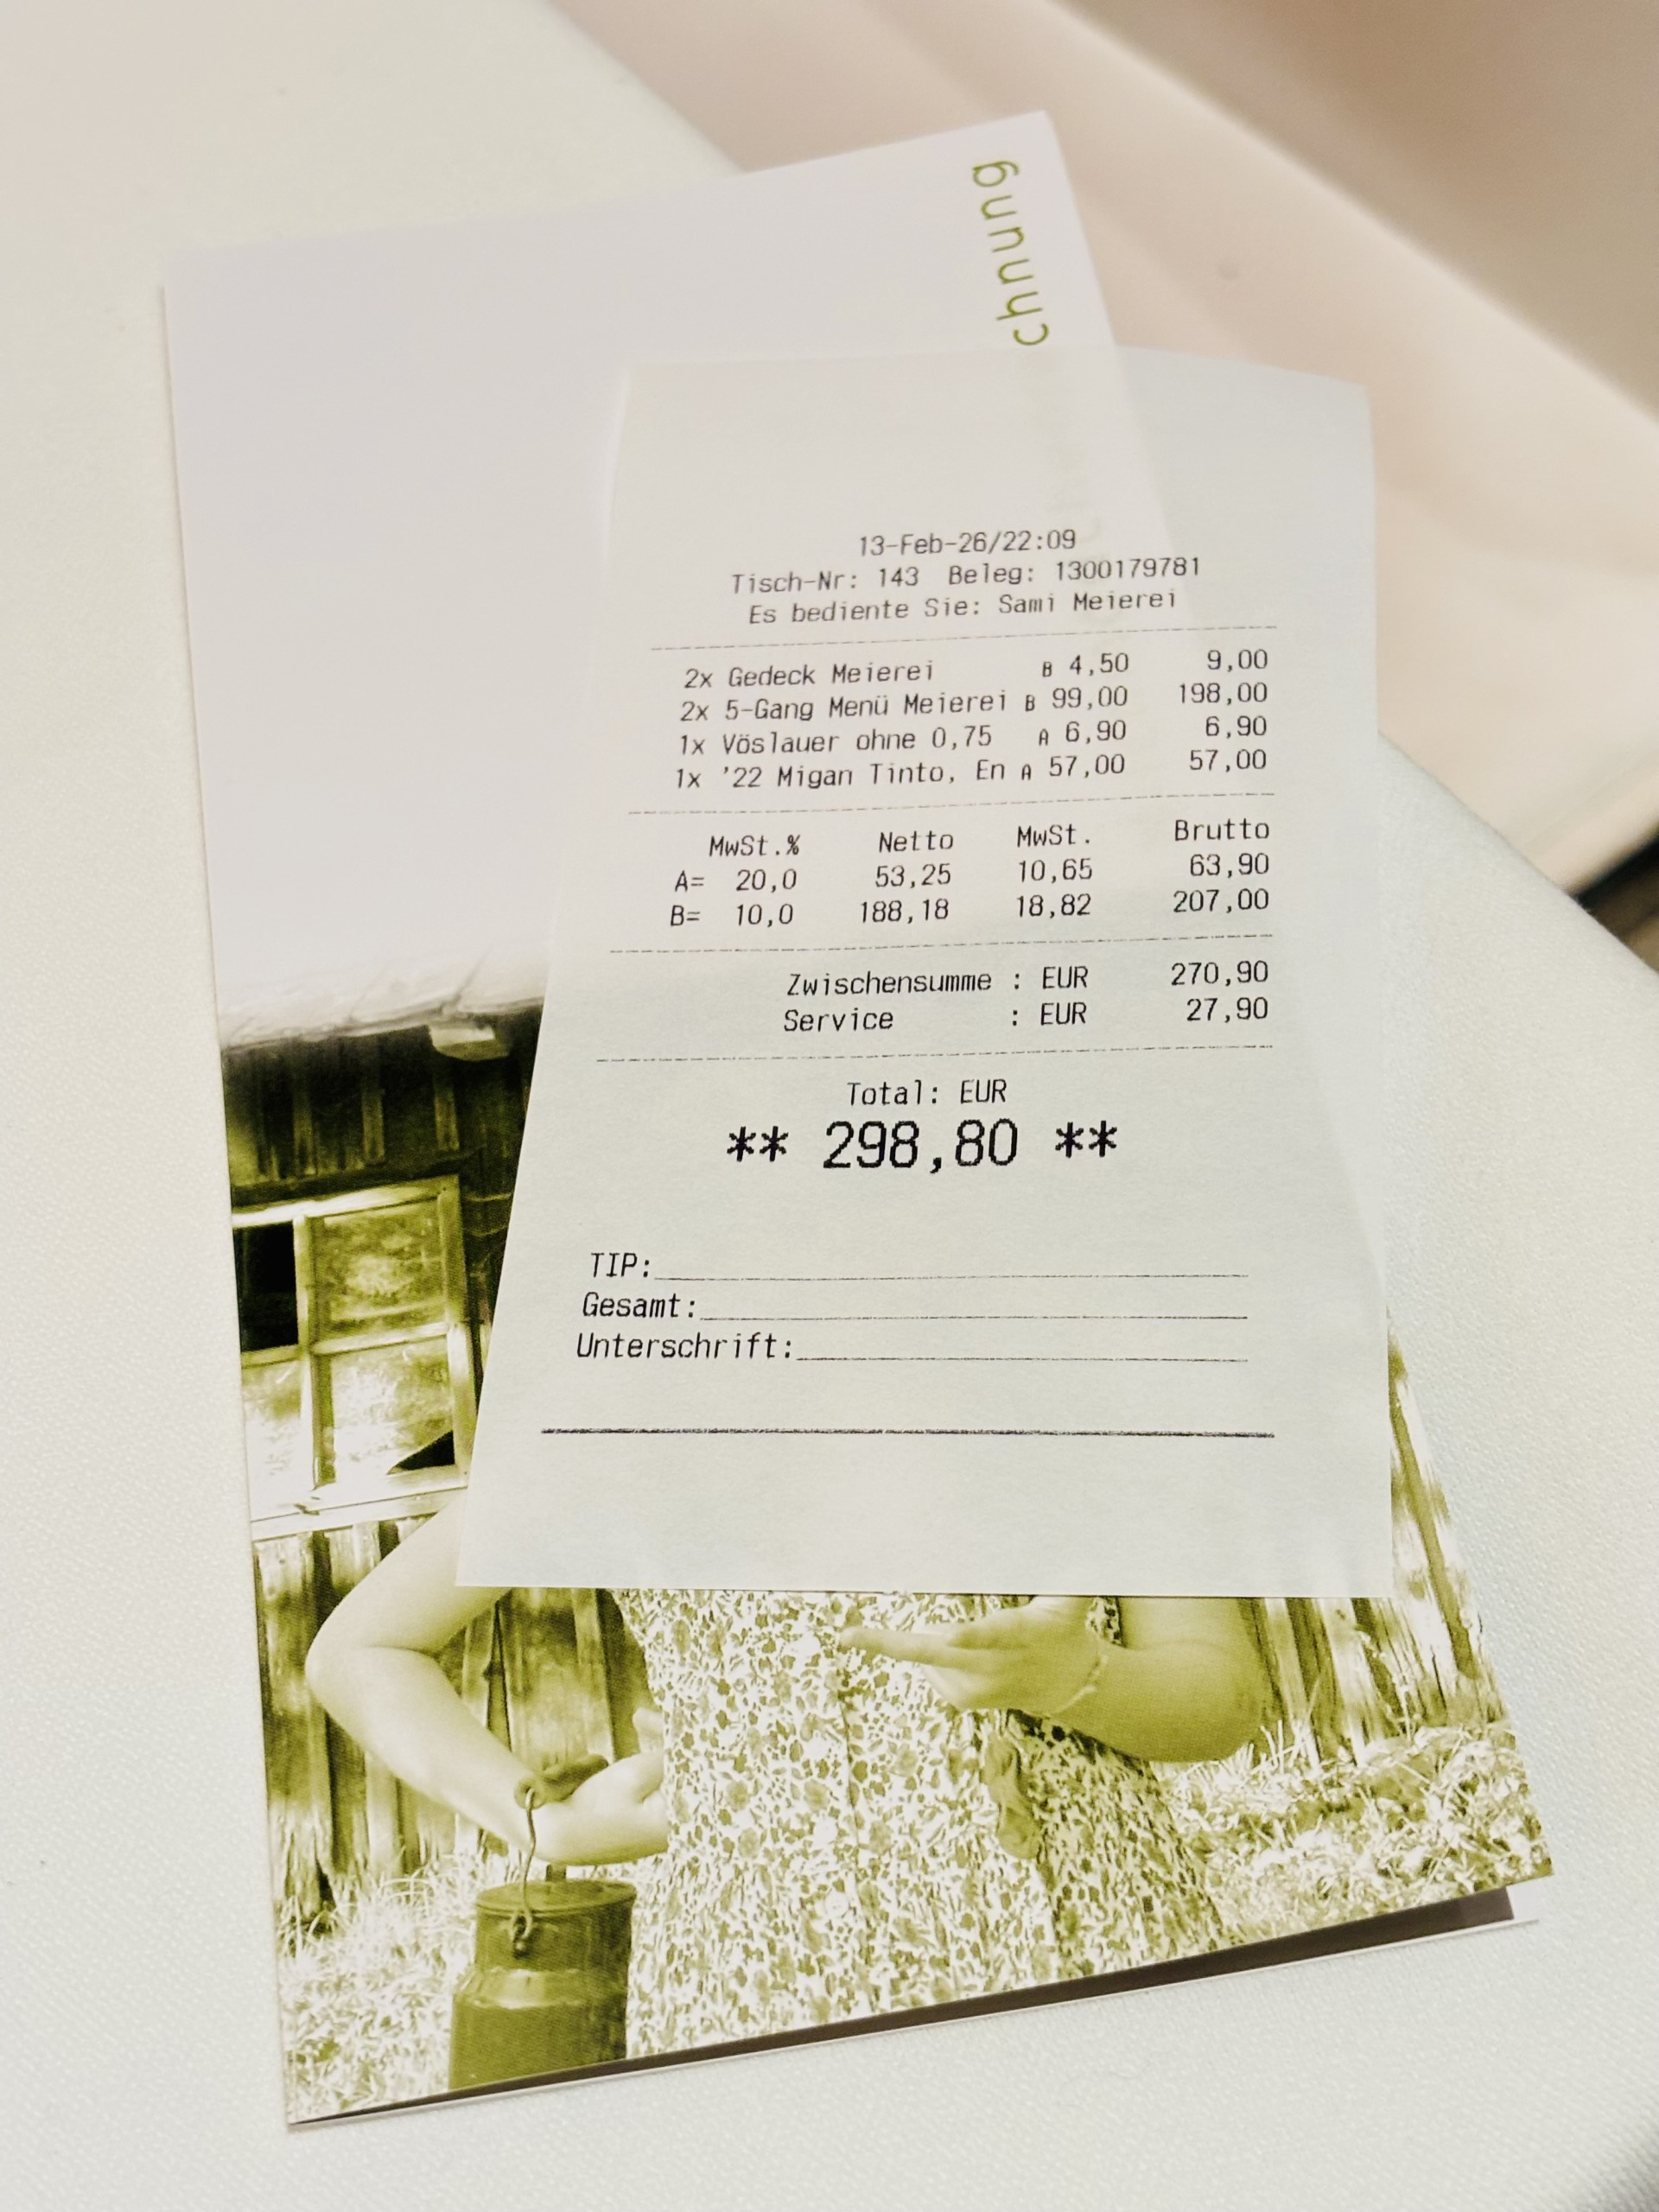 chnung
13-Feb-26/22:09
Tisch-Nr: 143 Beleg: 1300179781
Es bediente Sie: Sami Meierei
2x Gedeck Meierei B 4,50 9,00
2x 5-Gang Menü Meierei B 99,00 198,00
1x Vöslauer ohne 0,75 A 6,90 6,90
1x '22 Migan Tinto, En A 57,00 57,00
MwSt.% Netto MwSt. Brutto
A= 20,0 53,25 10,65 63,90
B= 10,0 188,18 18,82 207,00
Zwischensumme : EUR 270,90
Service : EUR 27,90
Total: EUR
** 298,80 **
TIP:
Gesamt:
Unterschrift: